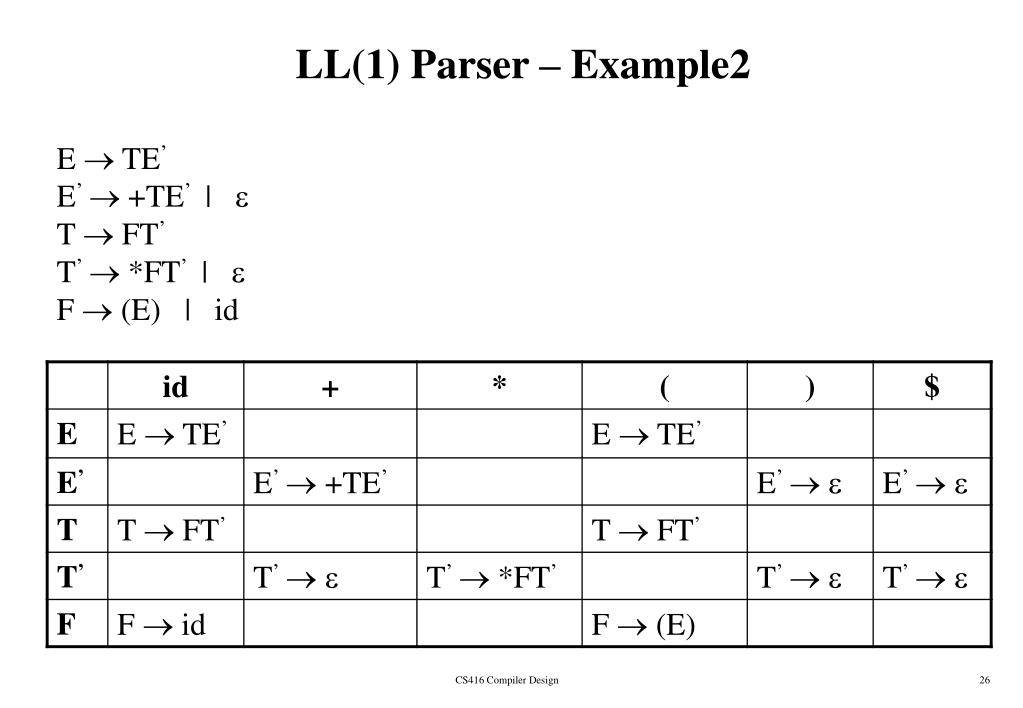 LL(1) Parser – Example2
E → TE’
E’ → +TE’ | ε
T → FT’
T’ → *FT’ | ε
F → (E) | id
id + * ( ) $
E E → TE’ E → TE’
E’ E’ → +TE’ E’ → ε E’ → ε
T T → FT’ T → FT’
T’ T’ → ε T’ → *FT’ T’ → ε T’ → ε
F F → id F → (E)
CS416 Compiler Design 26